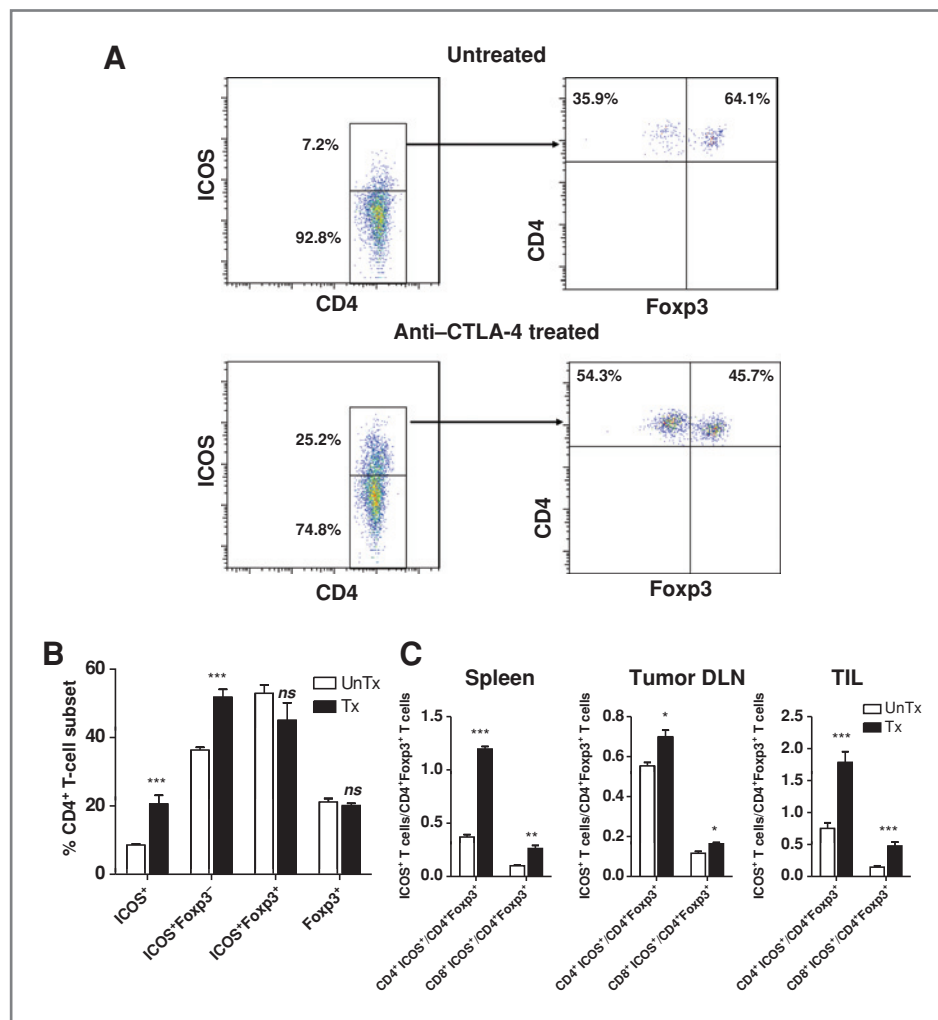 A
Untreated
ICOS
7.2%
92.8%
CD4
CD4
35.9%
64.1%
Foxp3
Anti–CTLA-4 treated
ICOS
25.2%
74.8%
CD4
CD4
54.3%
45.7%
Foxp3
B
% CD4⁺ T-cell subset
60
40
20
0
***
***
ns
ns
UnTx
Tx
ICOS⁺
ICOS⁺Foxp3⁻
ICOS⁺Foxp3⁺
Foxp3⁺
C
Spleen
ICOS⁺ T cells/CD4⁺Foxp3⁺ T cells
1.5
1.0
0.5
0.0
***
**
CD4⁺ ICOS⁺/CD4⁺Foxp3⁺
CD8⁺ ICOS⁺/CD4⁺Foxp3⁺
Tumor DLN
ICOS⁺ T cells/CD4⁺Foxp3⁺ T cells
0.8
0.6
0.4
0.2
0.0
*
*
CD4⁺ ICOS⁺/CD4⁺Foxp3⁺
CD8⁺ ICOS⁺/CD4⁺Foxp3⁺
TIL
ICOS⁺ T cells/CD4⁺Foxp3⁺ T cells
2.5
2.0
1.5
1.0
0.5
0.0
***
***
UnTx
Tx
CD4⁺ ICOS⁺/CD4⁺Foxp3⁺
CD8⁺ ICOS⁺/CD4⁺Foxp3⁺